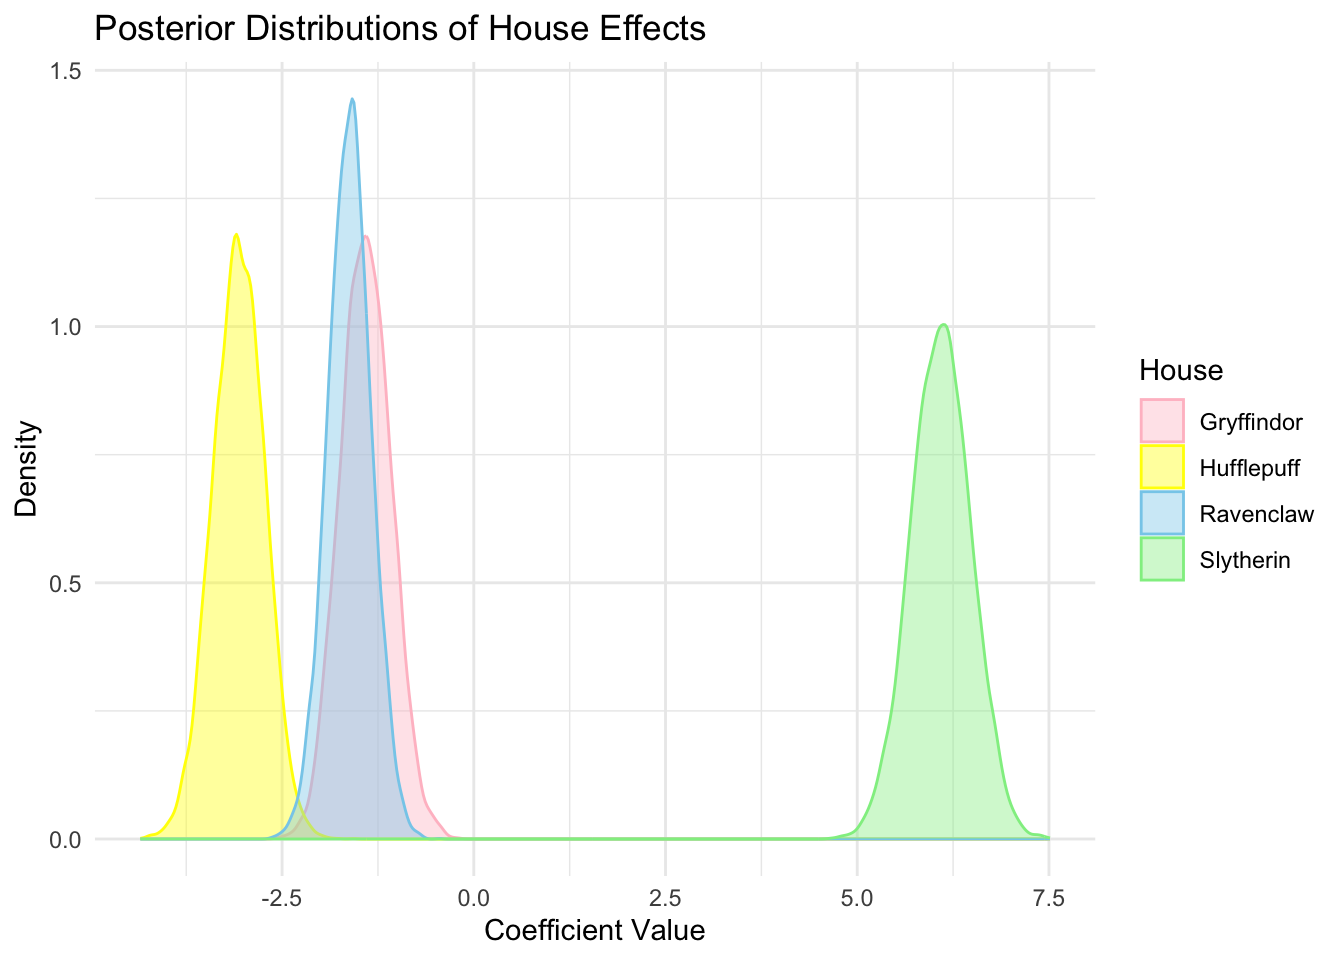 Posterior Distributions of House Effects
1.5
1.0
0.5
0.0
Density
-2.5 0.0 2.5 5.0 7.5
Coefficient Value
House
Gryffindor
Hufflepuff
Ravenclaw
Slytherin